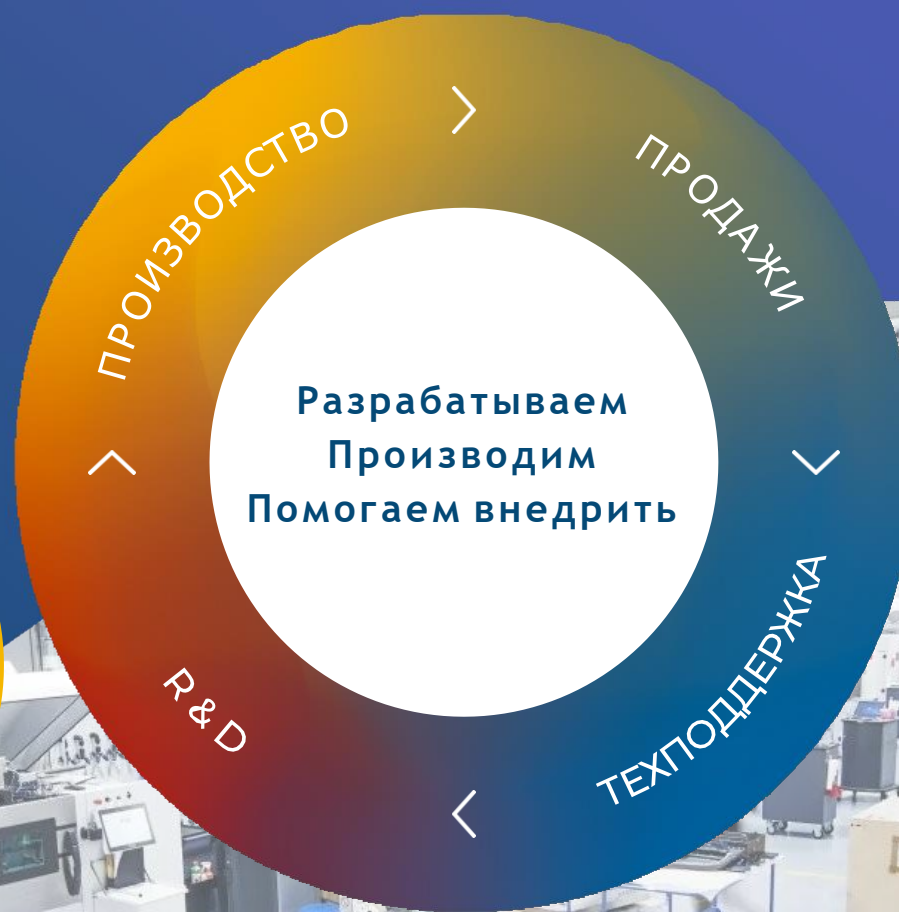 ПРОИЗВОДСТВО
ПРОДАЖИ
Разрабатываем
Производим
Помогаем внедрить
ТЕХПОДДЕРЖКА
R & D